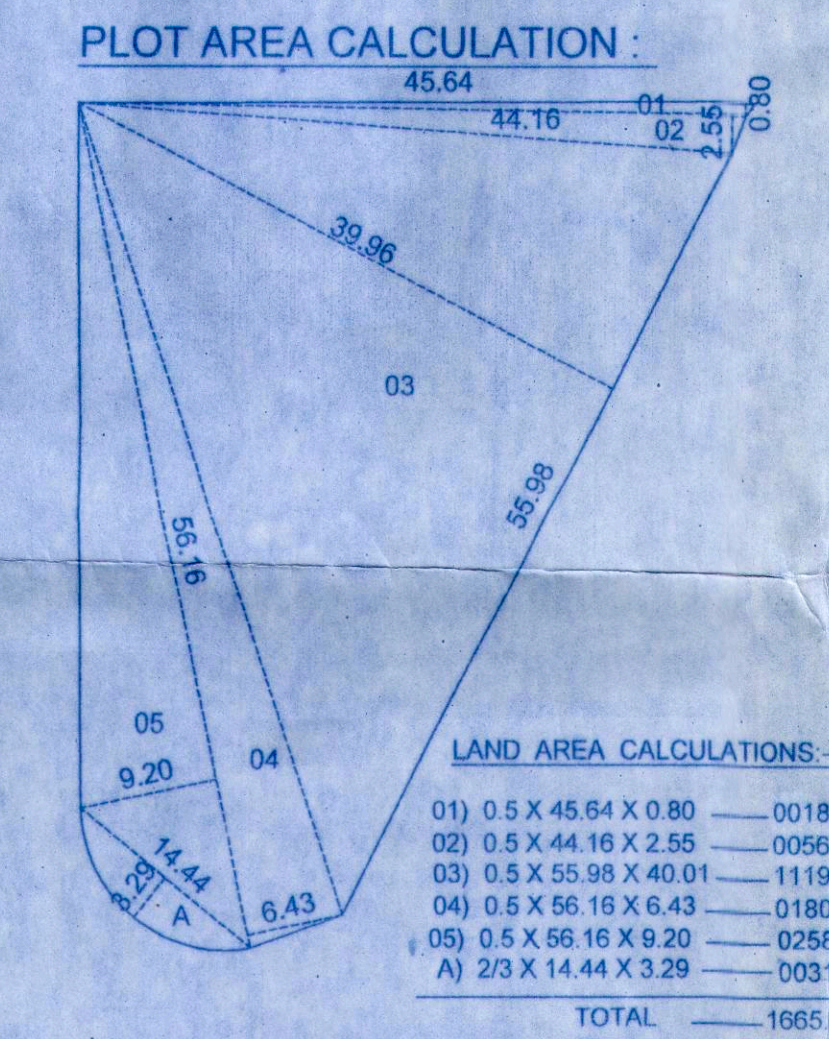 PLOT AREA CALCULATION :
45.64
01
0.80
44.16
02
2.55
39.96
03
55.98
56.16
05
04
9.20
14.44
3.29
A
6.43
LAND AREA CALCULATIONS:-
01) 0.5 X 45.64 X 0.80 —— 0018
02) 0.5 X 44.16 X 2.55 —— 0056
03) 0.5 X 55.98 X 40.01 —— 1119
04) 0.5 X 56.16 X 6.43 —— 0180
05) 0.5 X 56.16 X 9.20 —— 0258
A) 2/3 X 14.44 X 3.29 —— 0031
TOTAL —— 1665.